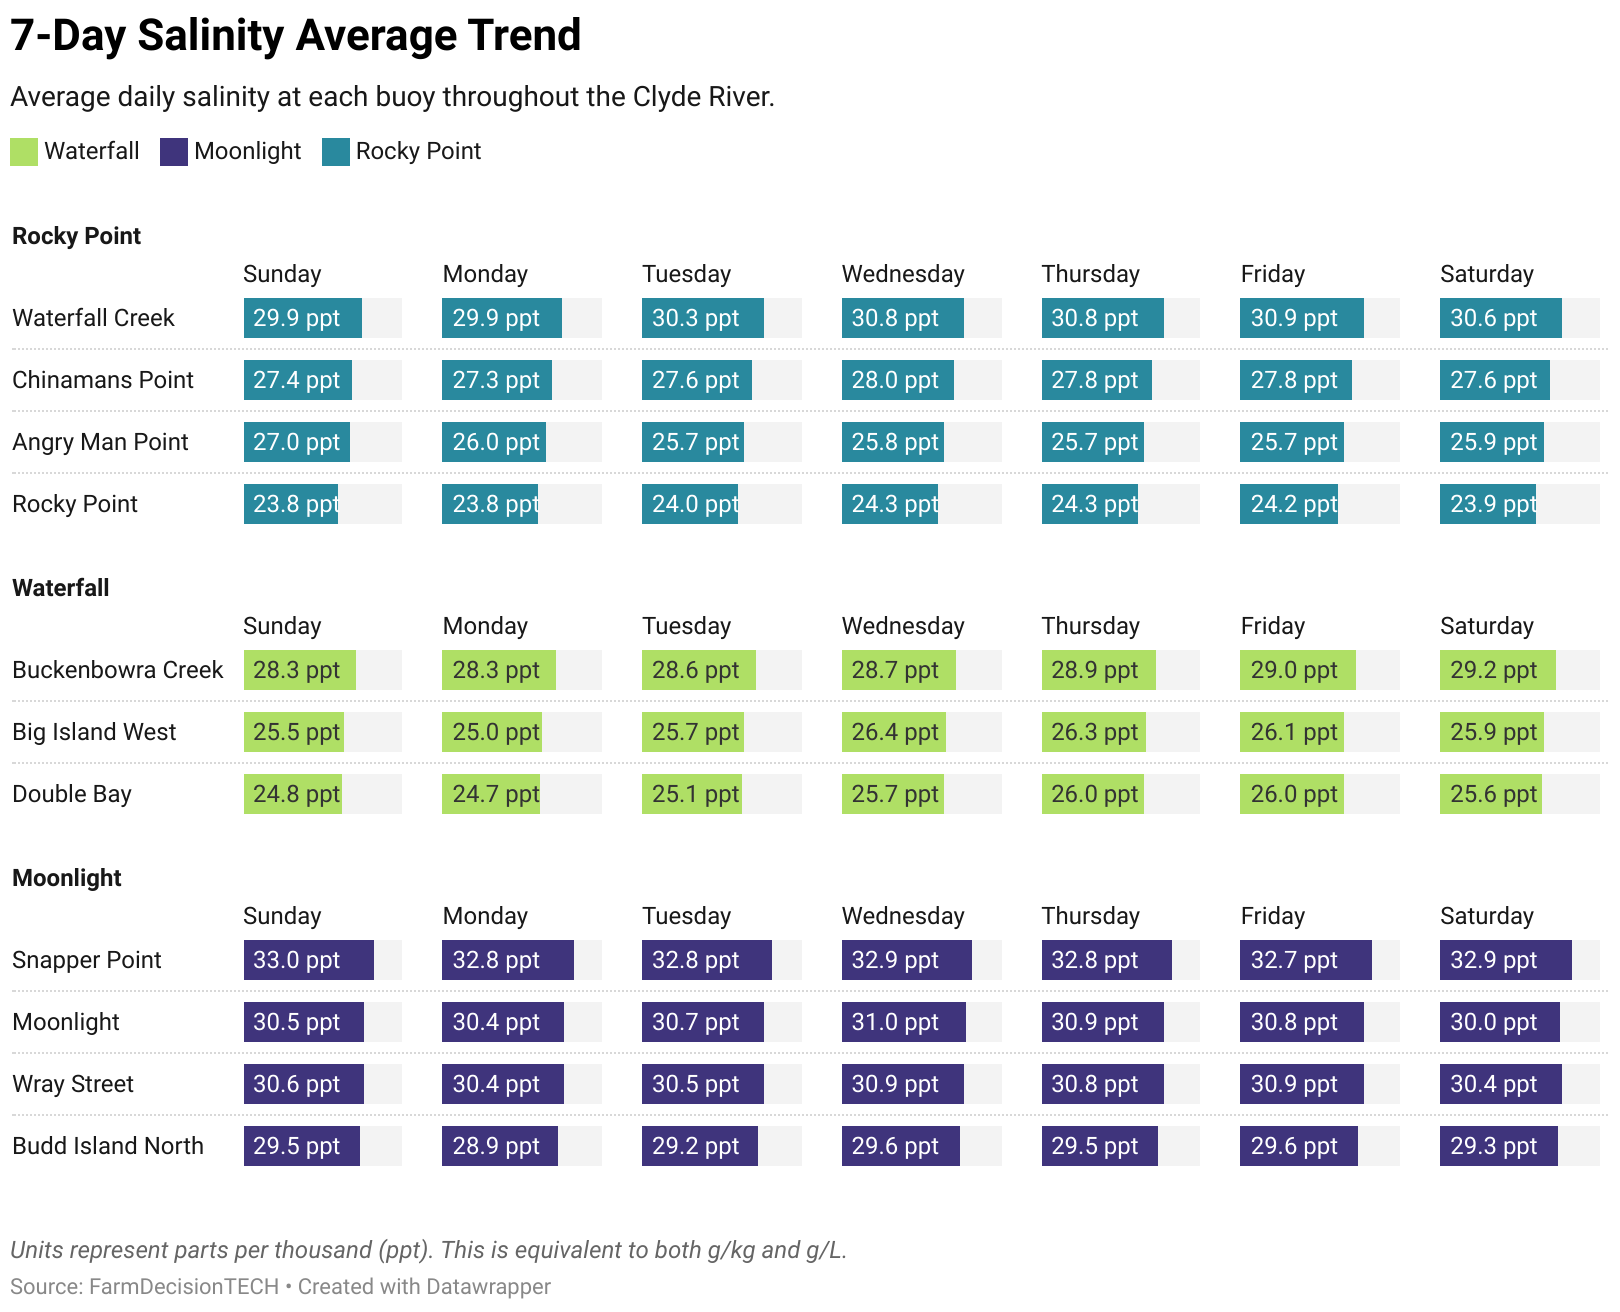 7-Day Salinity Average Trend
Average daily salinity at each buoy throughout the Clyde River.
Waterfall Moonlight Rocky Point
Rocky Point
Sunday Monday Tuesday Wednesday Thursday Friday Saturday
Waterfall Creek 29.9 ppt 29.9 ppt 30.3 ppt 30.8 ppt 30.8 ppt 30.9 ppt 30.6 ppt
Chinamans Point 27.4 ppt 27.3 ppt 27.6 ppt 28.0 ppt 27.8 ppt 27.8 ppt 27.6 ppt
Angry Man Point 27.0 ppt 26.0 ppt 25.7 ppt 25.8 ppt 25.7 ppt 25.7 ppt 25.9 ppt
Rocky Point 23.8 ppt 23.8 ppt 24.0 ppt 24.3 ppt 24.3 ppt 24.2 ppt 23.9 ppt
Waterfall
Sunday Monday Tuesday Wednesday Thursday Friday Saturday
Buckenbowra Creek 28.3 ppt 28.3 ppt 28.6 ppt 28.7 ppt 28.9 ppt 29.0 ppt 29.2 ppt
Big Island West 25.5 ppt 25.0 ppt 25.7 ppt 26.4 ppt 26.3 ppt 26.1 ppt 25.9 ppt
Double Bay 24.8 ppt 24.7 ppt 25.1 ppt 25.7 ppt 26.0 ppt 26.0 ppt 25.6 ppt
Moonlight
Sunday Monday Tuesday Wednesday Thursday Friday Saturday
Snapper Point 33.0 ppt 32.8 ppt 32.8 ppt 32.9 ppt 32.8 ppt 32.7 ppt 32.9 ppt
Moonlight 30.5 ppt 30.4 ppt 30.7 ppt 31.0 ppt 30.9 ppt 30.8 ppt 30.0 ppt
Wray Street 30.6 ppt 30.4 ppt 30.5 ppt 30.9 ppt 30.8 ppt 30.9 ppt 30.4 ppt
Budd Island North 29.5 ppt 28.9 ppt 29.2 ppt 29.6 ppt 29.5 ppt 29.6 ppt 29.3 ppt
Units represent parts per thousand (ppt). This is equivalent to both g/kg and g/L.
Source: FarmDecisionTECH • Created with Datawrapper